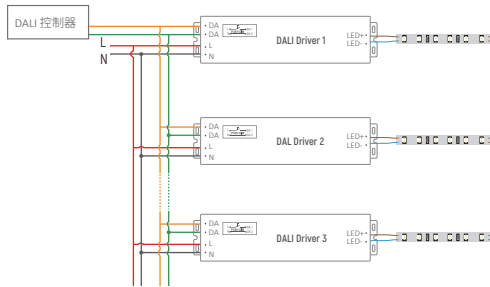 DALI 控制器
L
N
DA
DA
L
N
DALI Driver 1
LED+
LED-
DA
DA
L
N
DAL Driver 2
LED+
LED-
DA
DA
L
N
DALI Driver 3
LED+
LED-